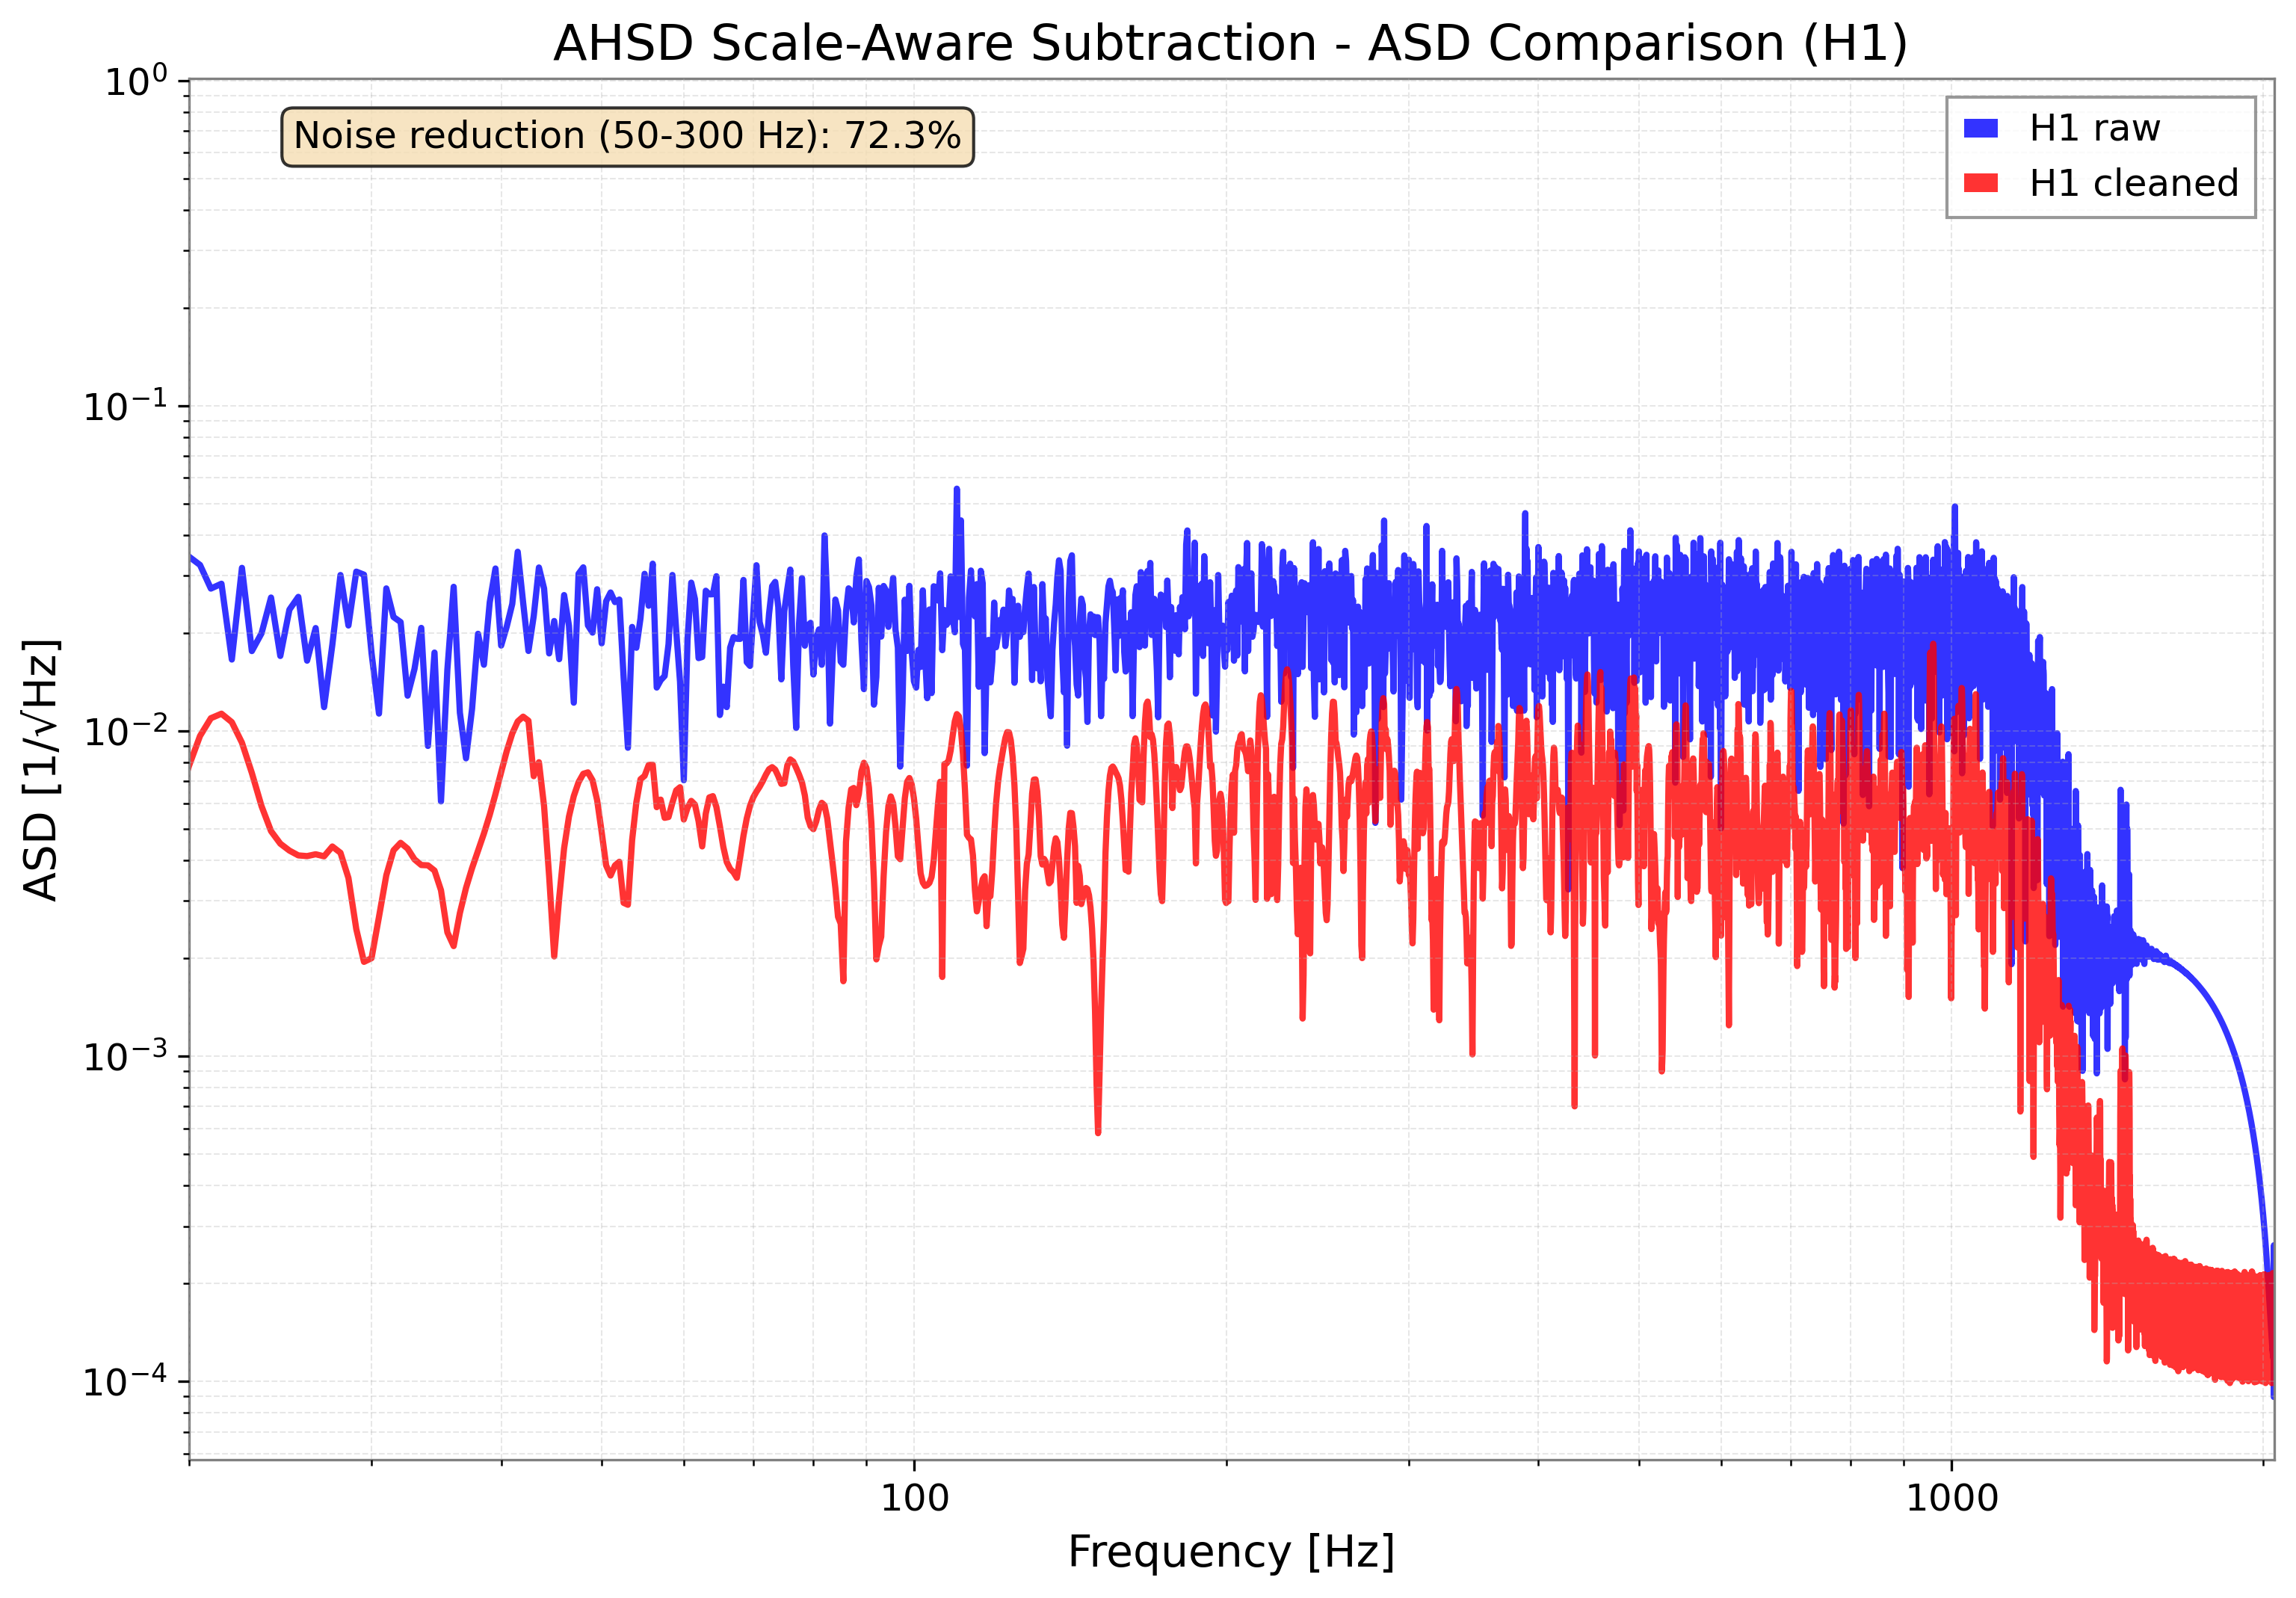 AHSD Scale-Aware Subtraction - ASD Comparison (H1)
Noise reduction (50-300 Hz): 72.3%
H1 raw
H1 cleaned
ASD [1/√Hz]
10⁰
10⁻¹
10⁻²
10⁻³
10⁻⁴
100
1000
Frequency [Hz]